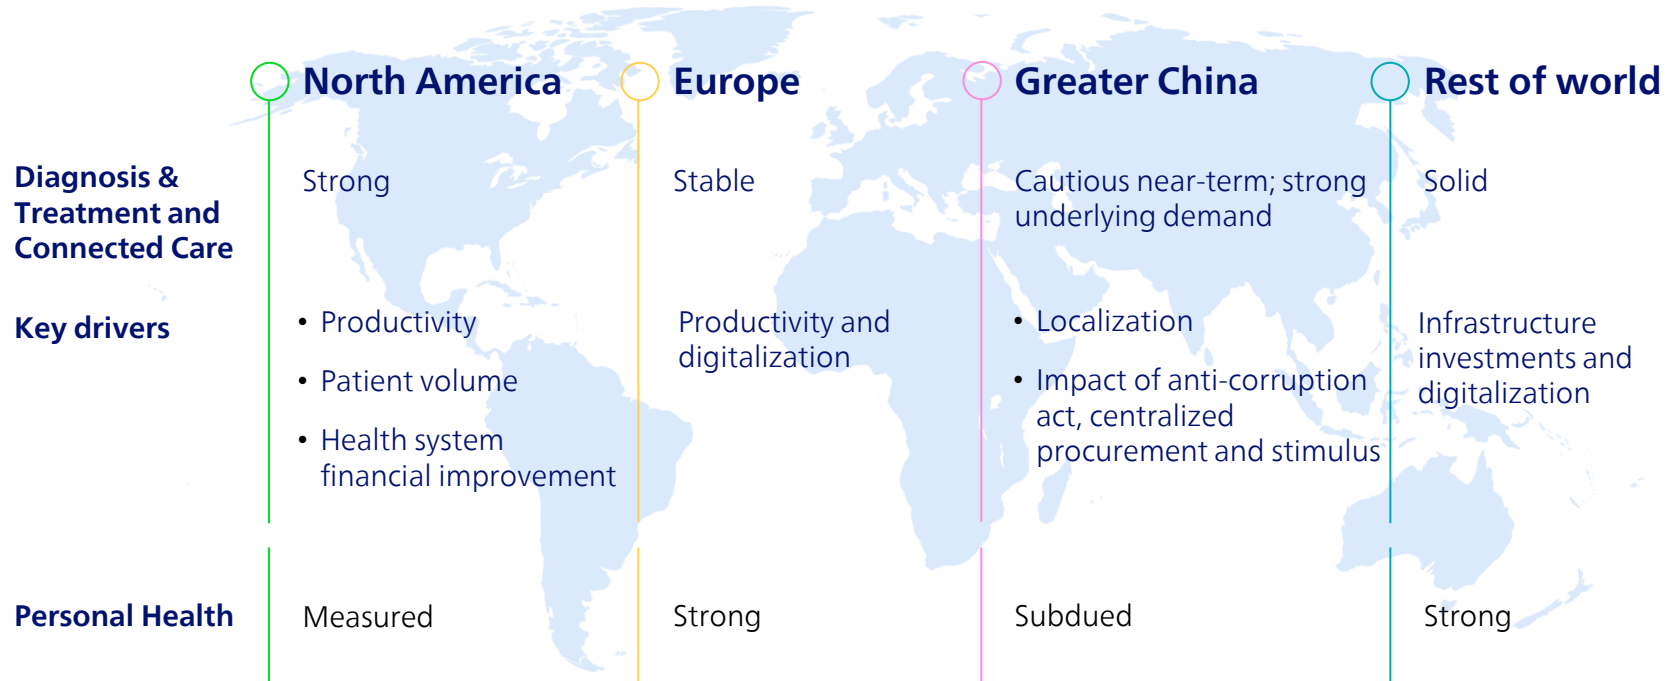 North America
Europe
Greater China
Rest of world
Diagnosis &
Treatment and
Connected Care
Strong
Stable
Cautious near-term; strong
underlying demand
Solid
Key drivers
• Productivity
• Patient volume
• Health system
financial improvement
Productivity and
digitalization
• Localization
• Impact of anti-corruption
act, centralized
procurement and stimulus
Infrastructure
investments and
digitalization
Personal Health
Measured
Strong
Subdued
Strong